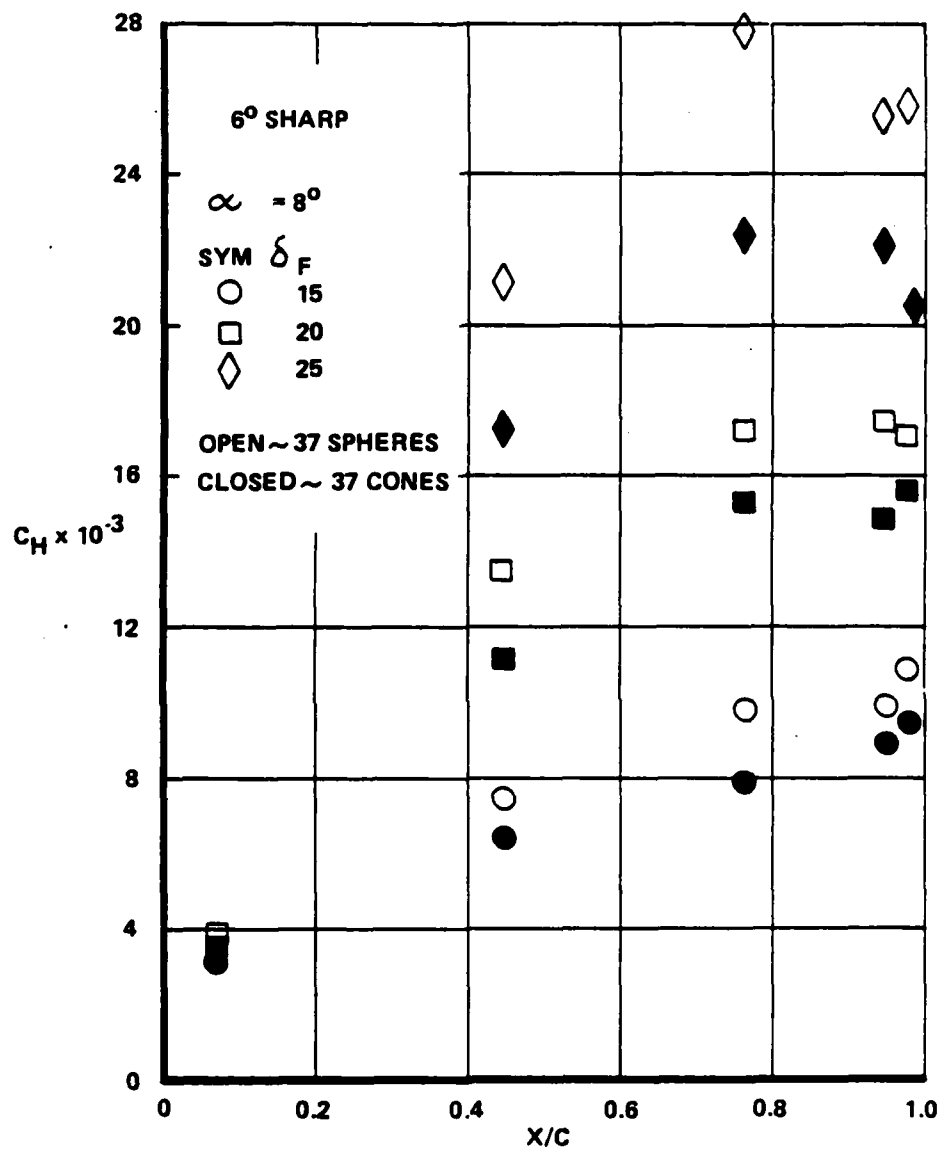 28
6° SHARP
24
∝ = 8°
SYM δF
15
20
20
25
OPEN ~ 37 SPHERES
16
CLOSED ~ 37 CONES
CH x 10-3
12
8
4
0
0 0.2 0.4 0.6 0.8 1.0
X/C